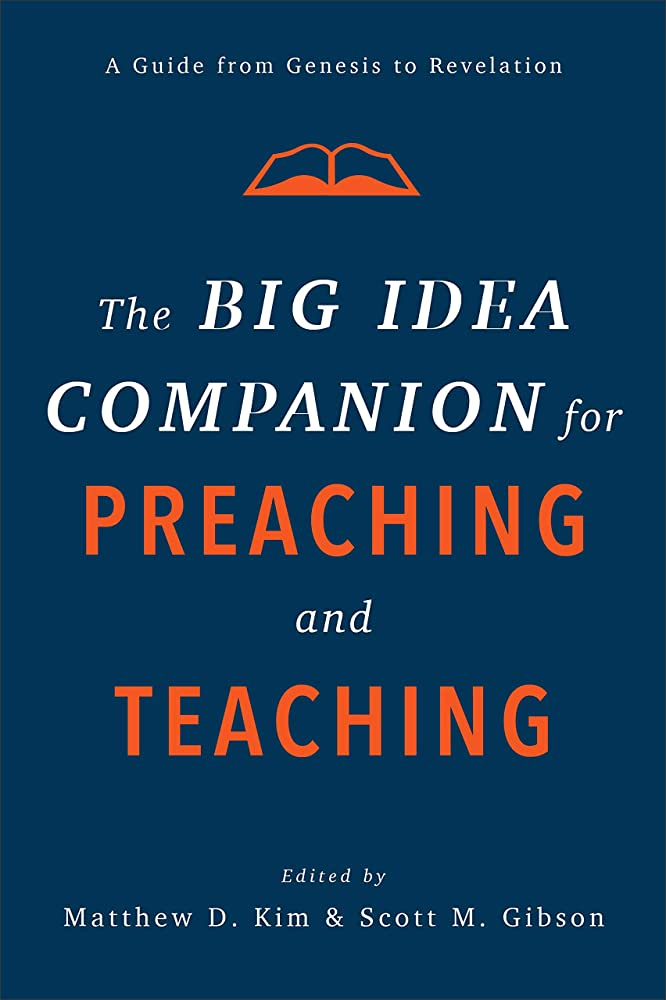 A Guide from Genesis to Revelation
The BIG IDEA
COMPANION for
PREACHING
and
TEACHING
Edited by
Matthew D. Kim & Scott M. Gibson